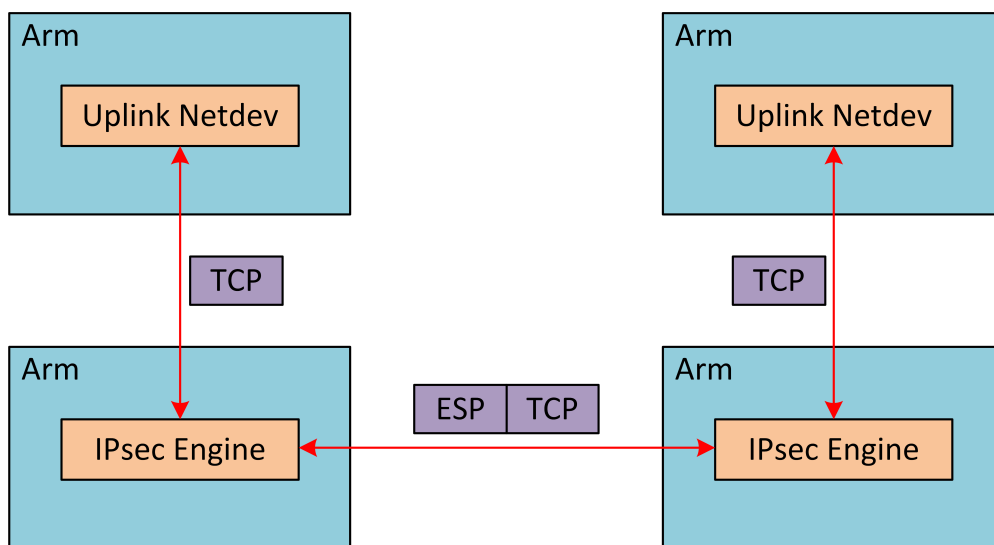 Arm
Uplink Netdev
Arm
Uplink Netdev
TCP
TCP
Arm
IPsec Engine
ESP TCP
Arm
IPsec Engine